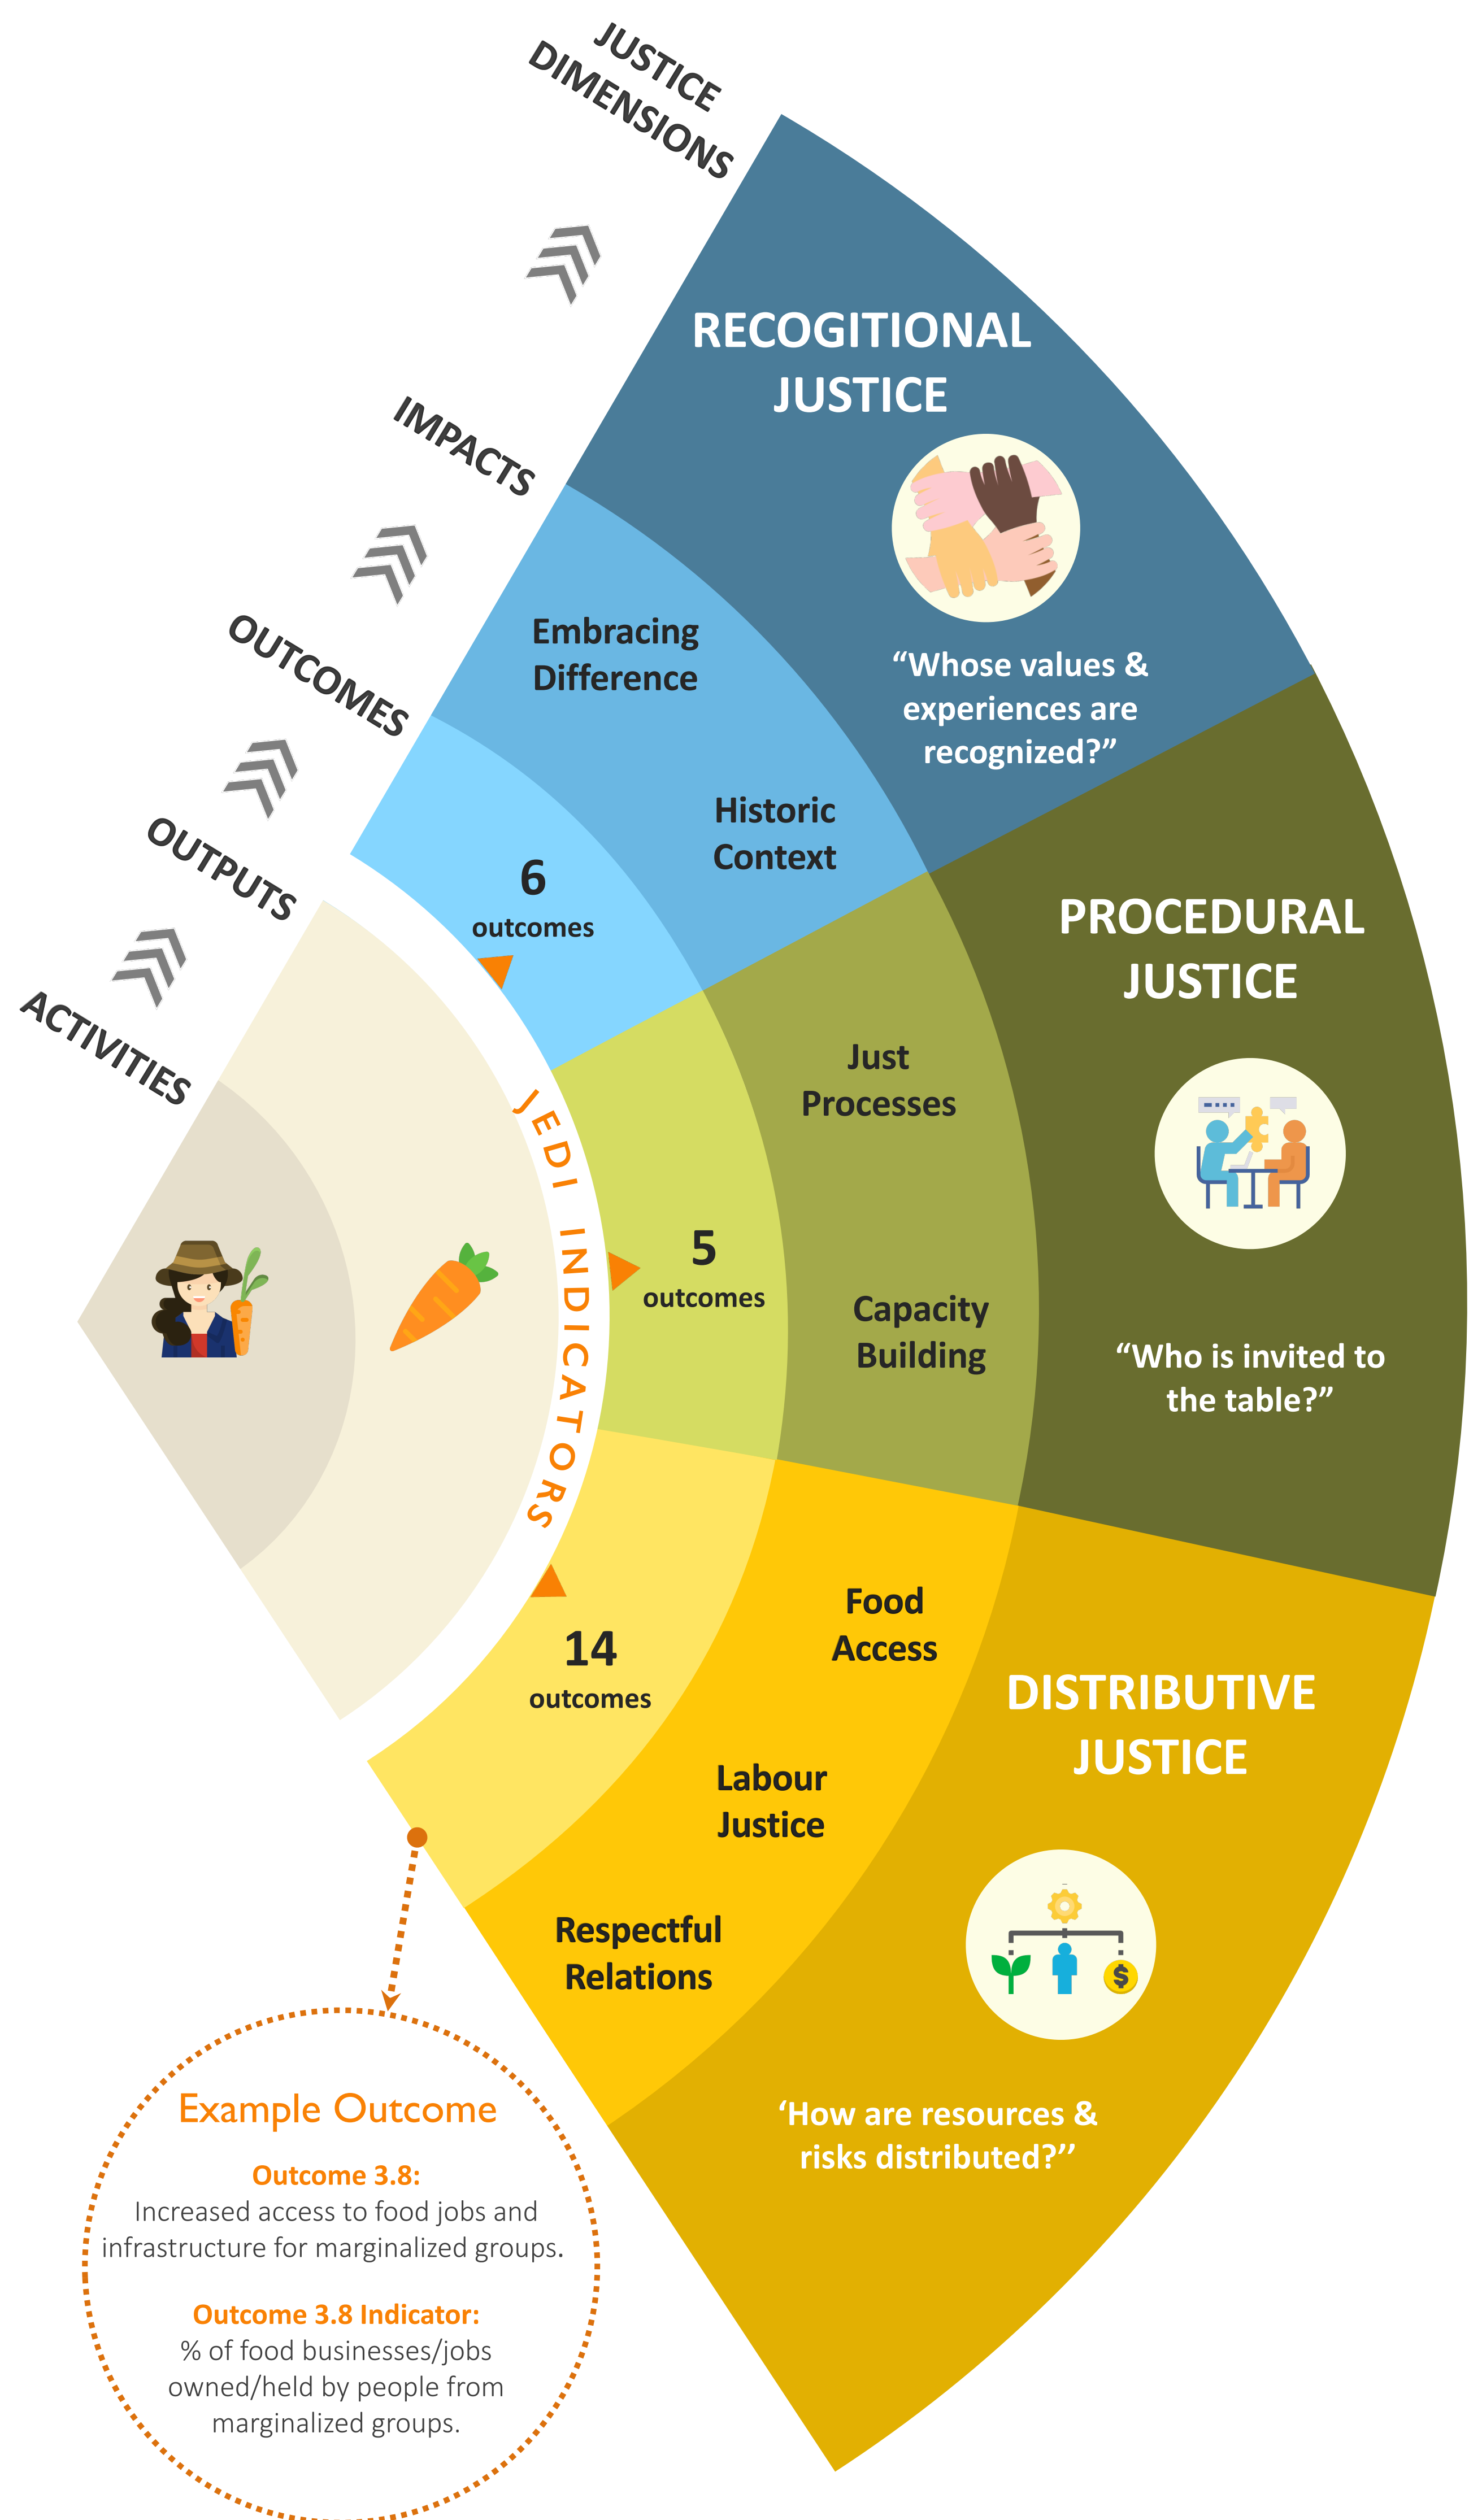 JUSTICE
DIMENSIONS
IMPACTS
OUTCOMES
OUTPUTS
ACTIVITIES
RECOGITIONAL
JUSTICE
“Whose values &
experiences are
recognized?”
Embracing
Difference
Historic
Context
6
outcomes
PROCEDURAL
JUSTICE
“Who is invited to
the table?”
Just
Processes
Capacity
Building
5
outcomes
JEDI INDICATORS
DISTRIBUTIVE
JUSTICE
‘How are resources &
risks distributed?’’
Food
Access
Labour
Justice
Respectful
Relations
14
outcomes
$
Example Outcome
Outcome 3.8:
Increased access to food jobs and
infrastructure for marginalized groups.
Outcome 3.8 Indicator:
% of food businesses/jobs
owned/held by people from
marginalized groups.